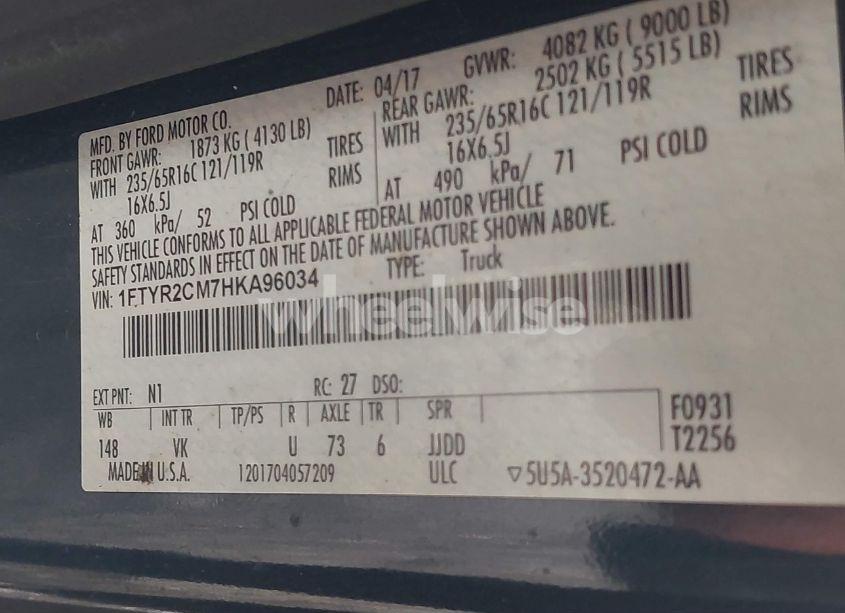 MFD. BY FORD MOTOR CO. DATE: 04/17 GVWR: 4082 KG ( 9000 LB)
FRONT GAWR: 1873 KG ( 4130 LB) REAR GAWR: 2502 KG ( 5515 LB)
WITH 235/65R16C 121/119R TIRES WITH 235/65R16C 121/119R TIRES
16X6.5J RIMS 16X6.5J RIMS
AT 360 kPa/ 52 PSI COLD AT 490 kPa/ 71 PSI COLD
THIS VEHICLE CONFORMS TO ALL APPLICABLE FEDERAL MOTOR VEHICLE
SAFETY STANDARDS IN EFFECT ON THE DATE OF MANUFACTURE SHOWN ABOVE.
VIN: 1FTYR2CM7HKA96034 TYPE: Truck
wheelwise
EXT PNT: N1 RC: 27 DSO:
WB INT TR TP/PS R AXLE TR SPR F0931
148 VK U 73 6 JJDD T2256
MADE IN U.S.A. 1201704057209 ULC ▽5U5A-3520472-AA